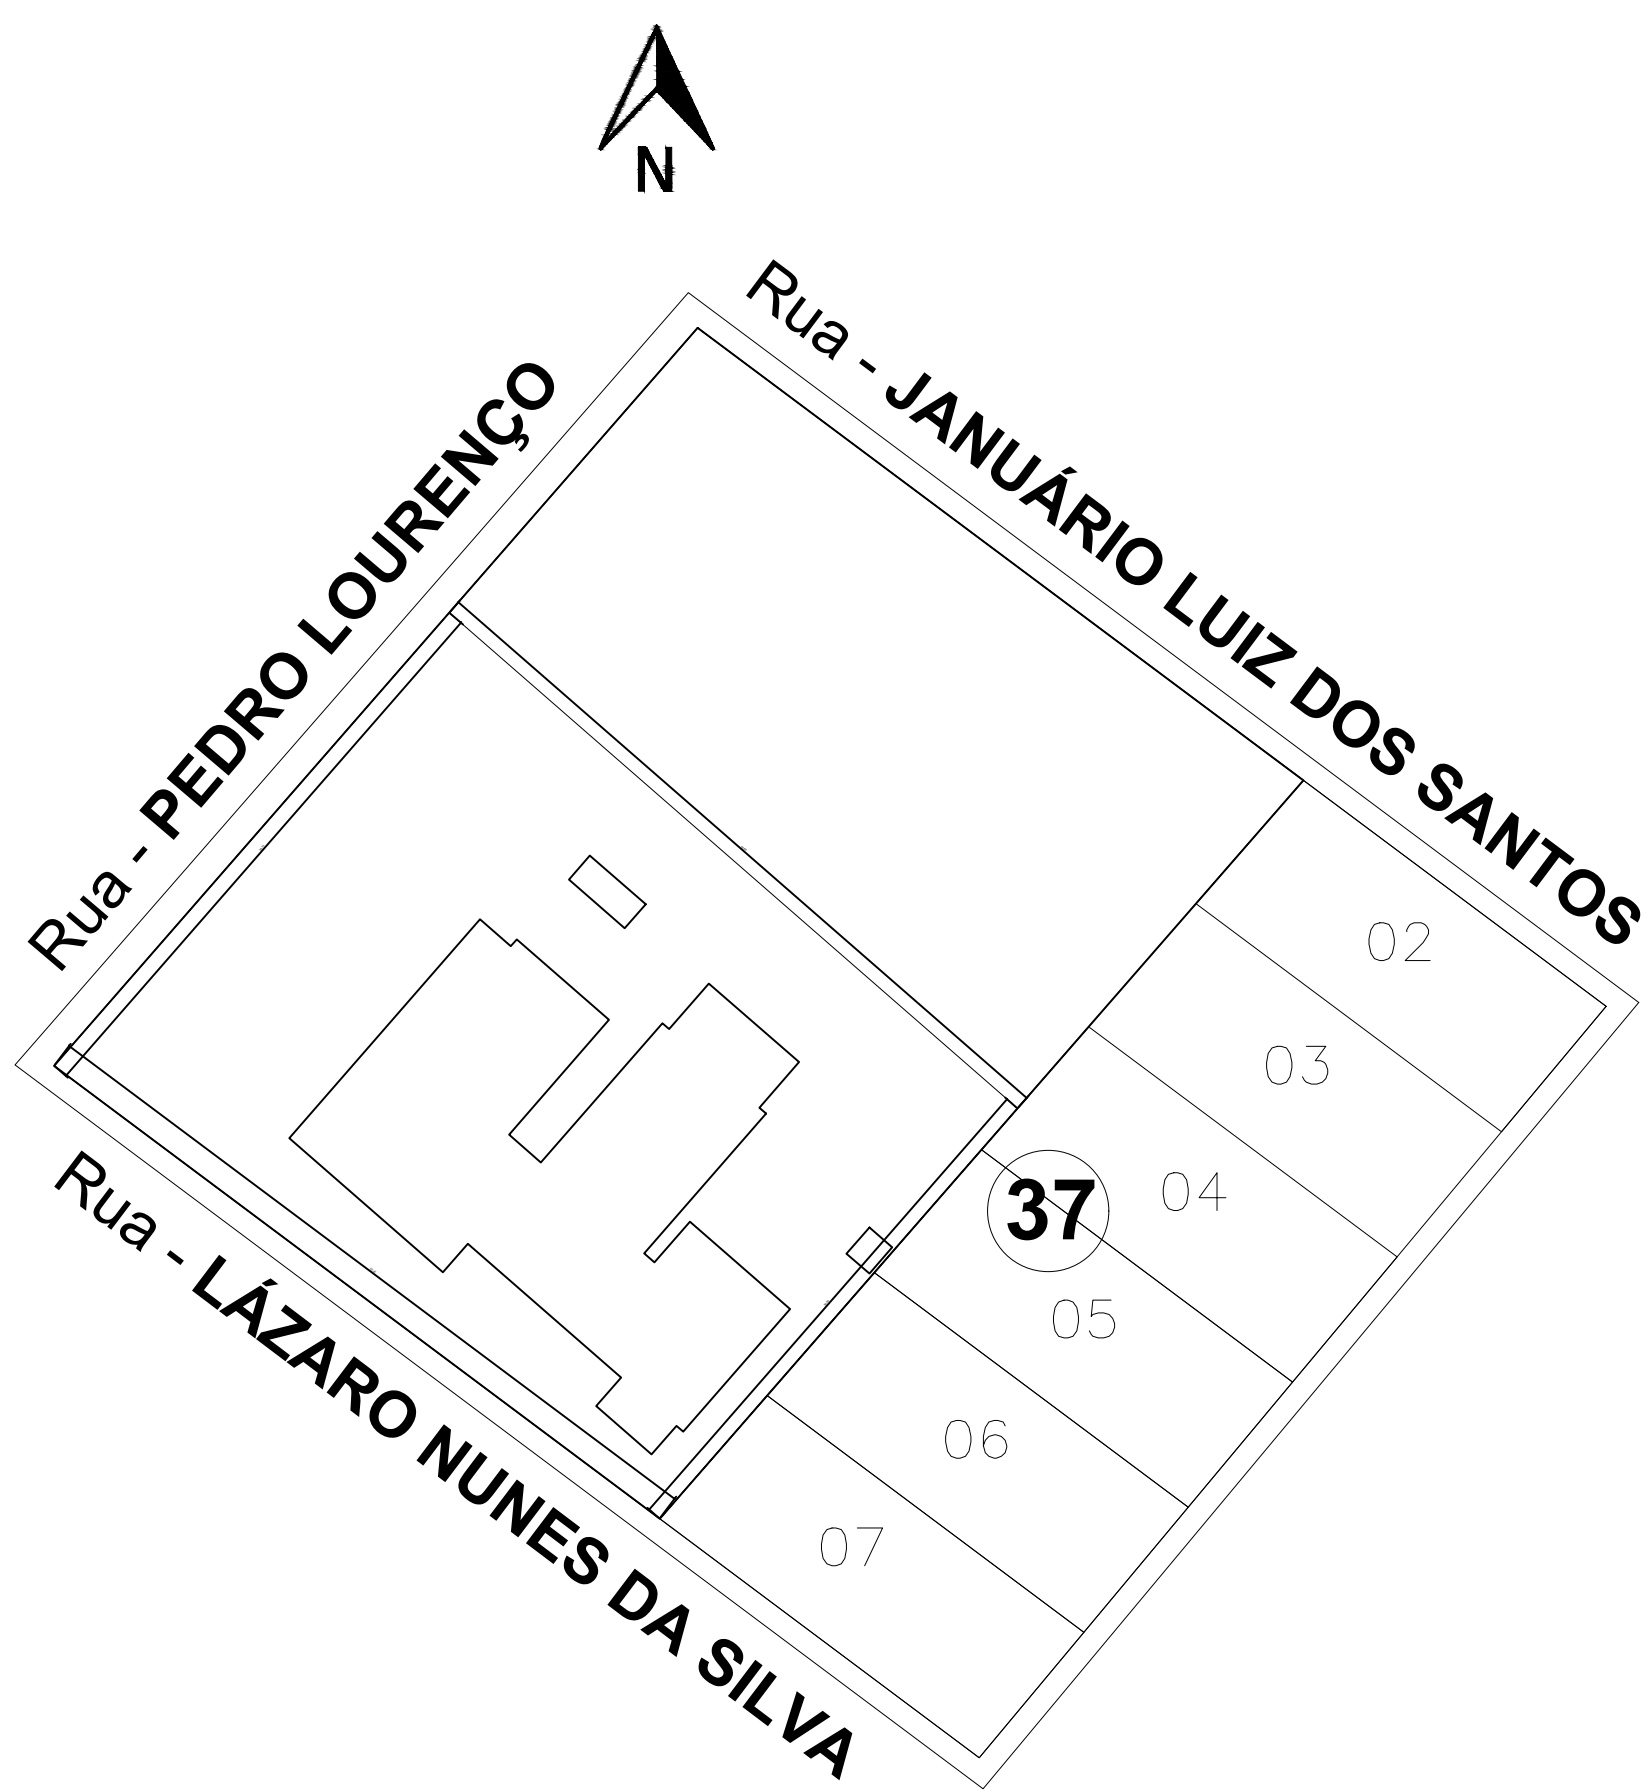 N
Rua - JANUÁRIO LUIZ DOS SANTOS
Rua - PEDRO LOURENÇO
02
03
04
37
05
06
07
Rua - LÁZARO NUNES DA SILVA